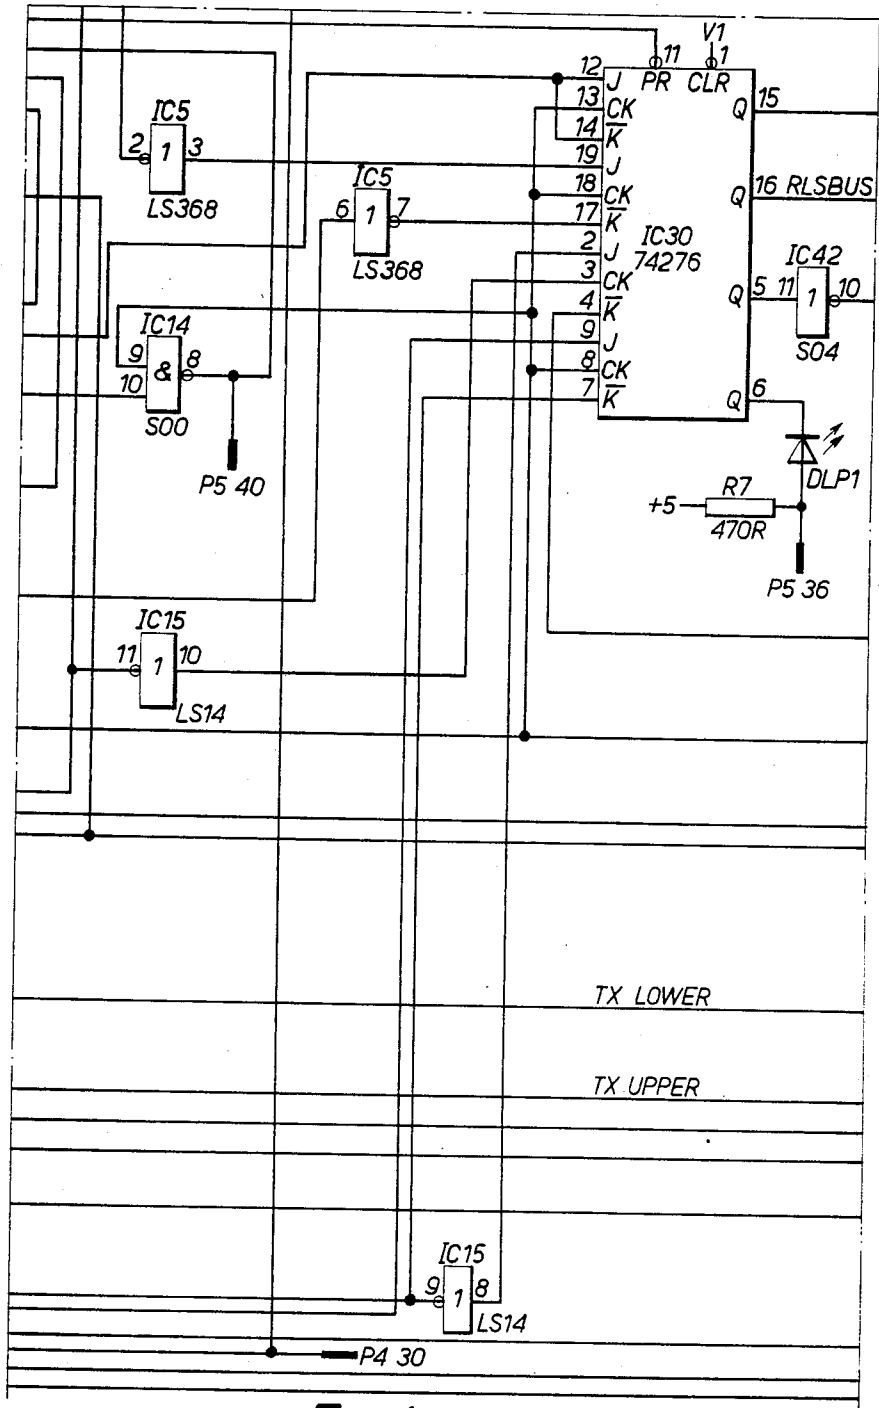 V1
11
1
12
J
PR
CLR
13
CK
Q
15
14
K̅
IC5
2
1
3
LS368
19
J
18
CK
Q
16 RLSBUS
IC5
6
1
7
LS368
17
K̅
IC30
74276
2
J
3
CK
IC42
Q
5
11
1
10
S04
4
K̅
9
J
IC14
9
10
&
8
S00
8
CK
7
K̅
Q
6
DLP1
P5 40
+5
R7
470R
P5 36
IC15
11
1
10
LS14
TX LOWER
TX UPPER
IC15
9
1
8
LS14
P4 30